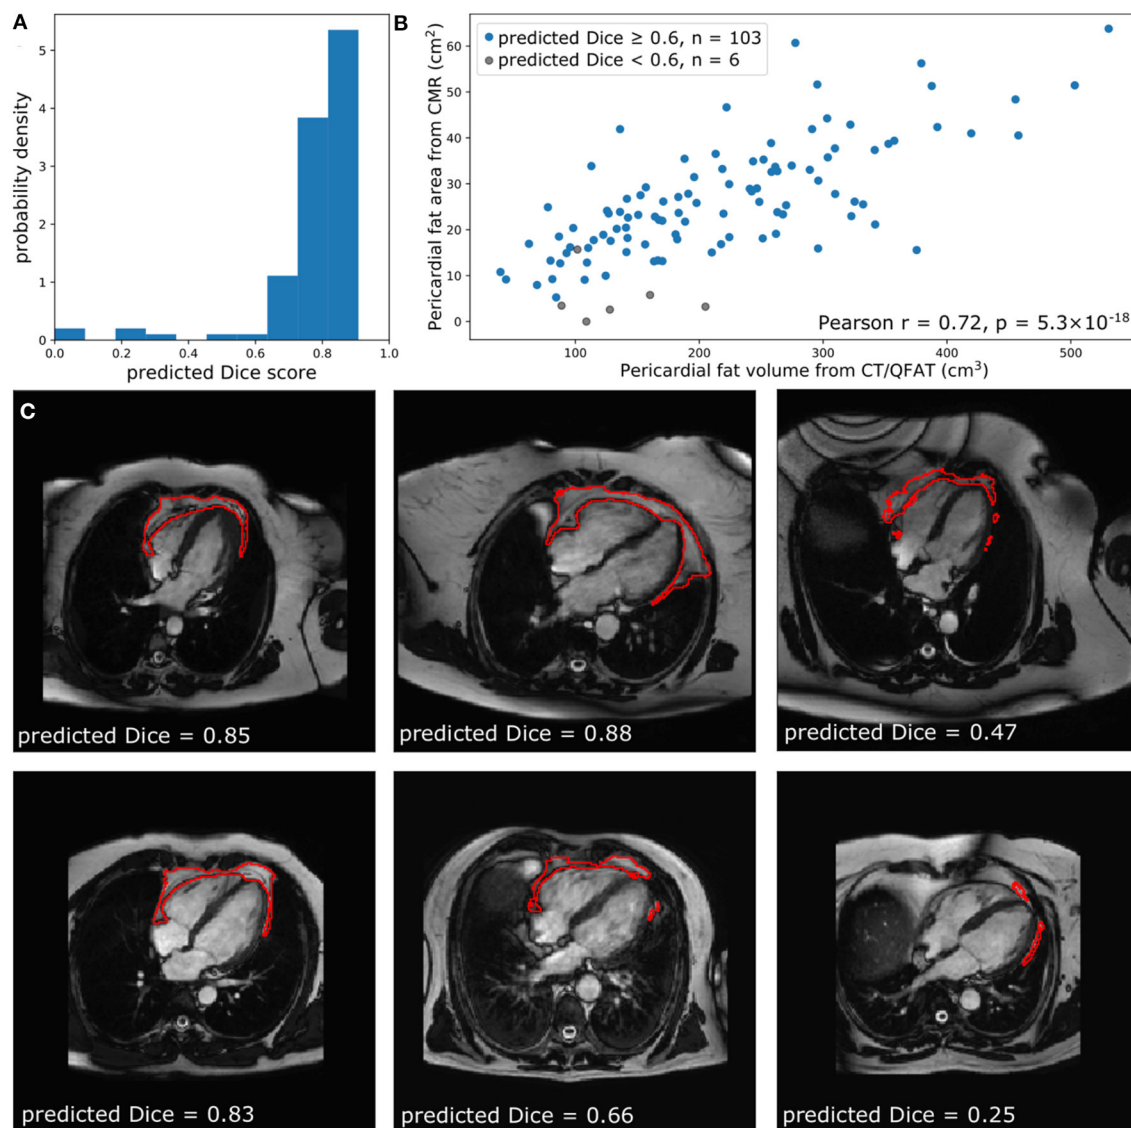 A
probability density
5
4
3
2
1
0
0.0 0.2 0.4 0.6 0.8 1.0
predicted Dice score
B
Pericardial fat area from CMR (cm²)
60
50
40
30
20
10
0
predicted Dice ≥ 0.6, n = 103
predicted Dice < 0.6, n = 6
Pearson r = 0.72, p = 5.3×10⁻¹⁸
100 200 300 400 500
Pericardial fat volume from CT/QFAT (cm³)
C
predicted Dice = 0.85
predicted Dice = 0.88
predicted Dice = 0.47
predicted Dice = 0.83
predicted Dice = 0.66
predicted Dice = 0.25